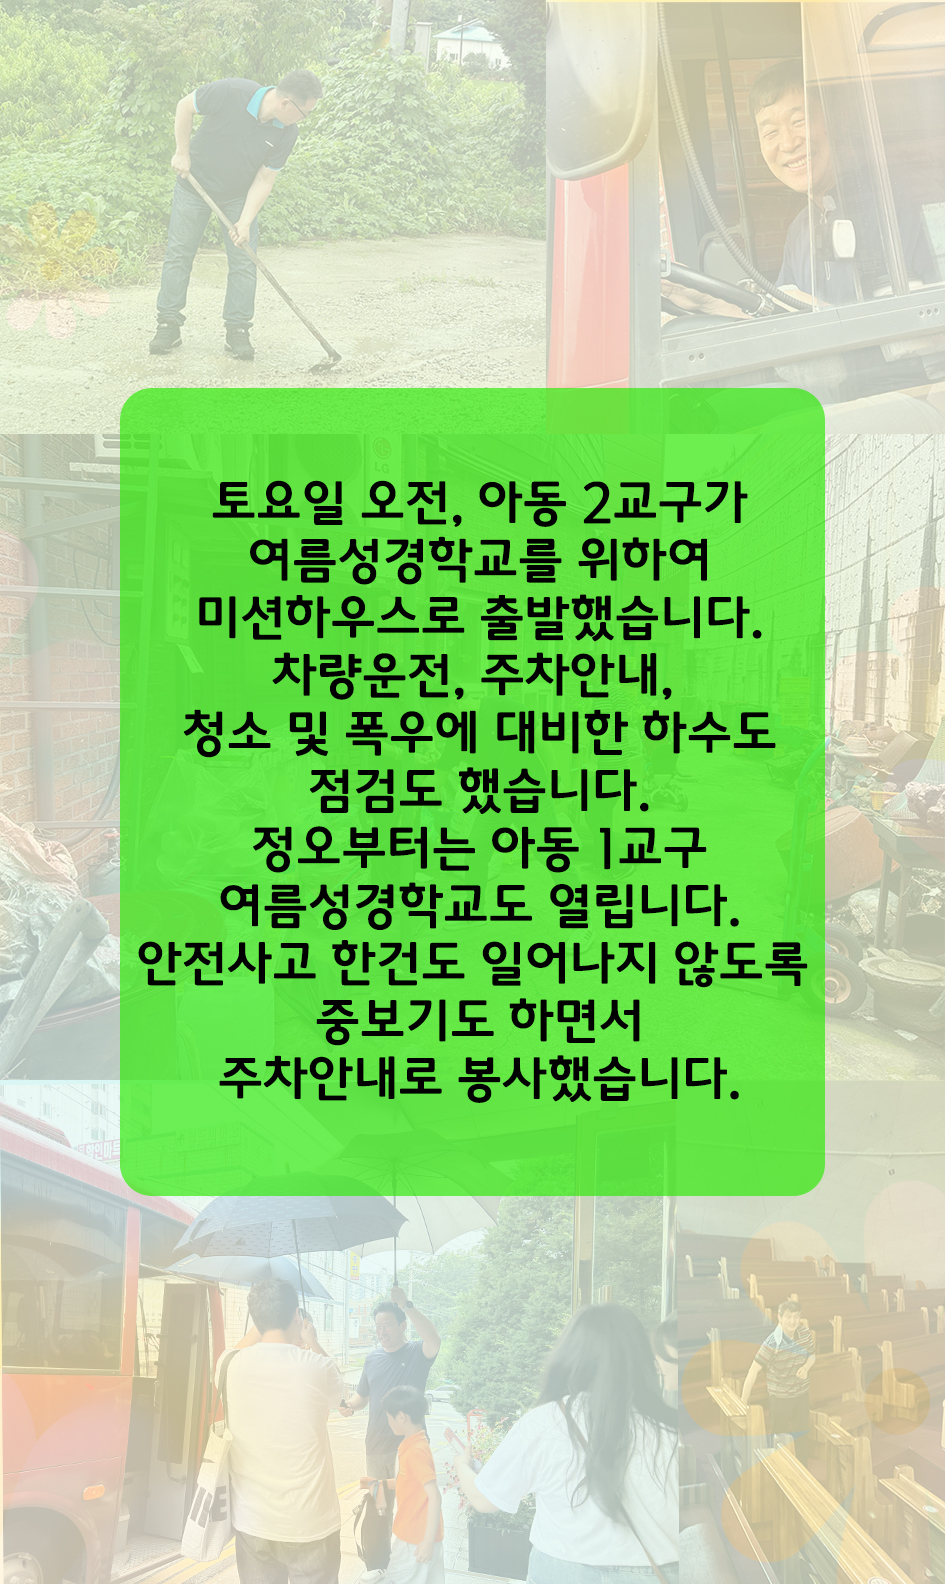 토요일 오전, 아동 2교구가
여름성경학교를 위하여
미션하우스로 출발했습니다.
차량운전, 주차안내,
청소 및 폭우에 대비한 하수도
점검도 했습니다.
정오부터는 아동 1교구
여름성경학교도 열립니다.
안전사고 한건도 일어나지 않도록
중보기도 하면서
주차안내로 봉사했습니다.